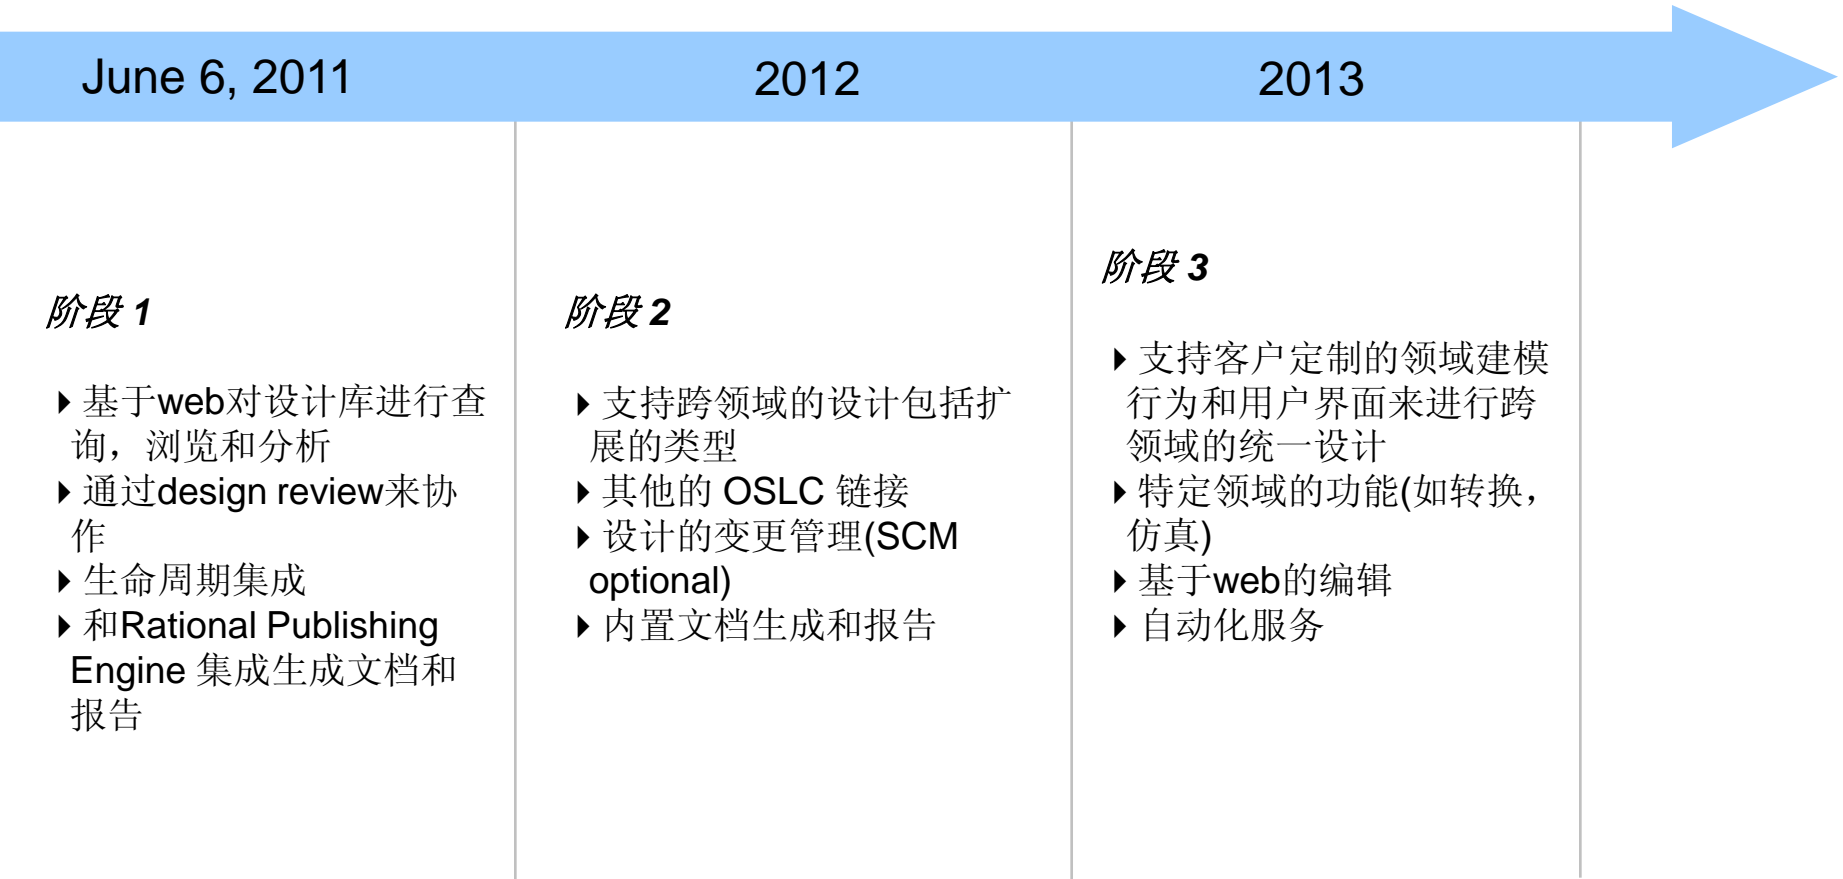 June 6, 2011
2012
2013
阶段 1
基于web对设计库进行查
询，浏览和分析
通过design review来协
作
生命周期集成
和Rational Publishing
Engine 集成生成文档和
报告
阶段 2
支持跨领域的设计包括扩
展的类型
其他的 OSLC 链接
设计的变更管理(SCM
optional)
内置文档生成和报告
阶段 3
支持客户定制的领域建模
行为和用户界面来进行跨
领域的统一设计
特定领域的功能(如转换，
仿真)
基于web的编辑
自动化服务